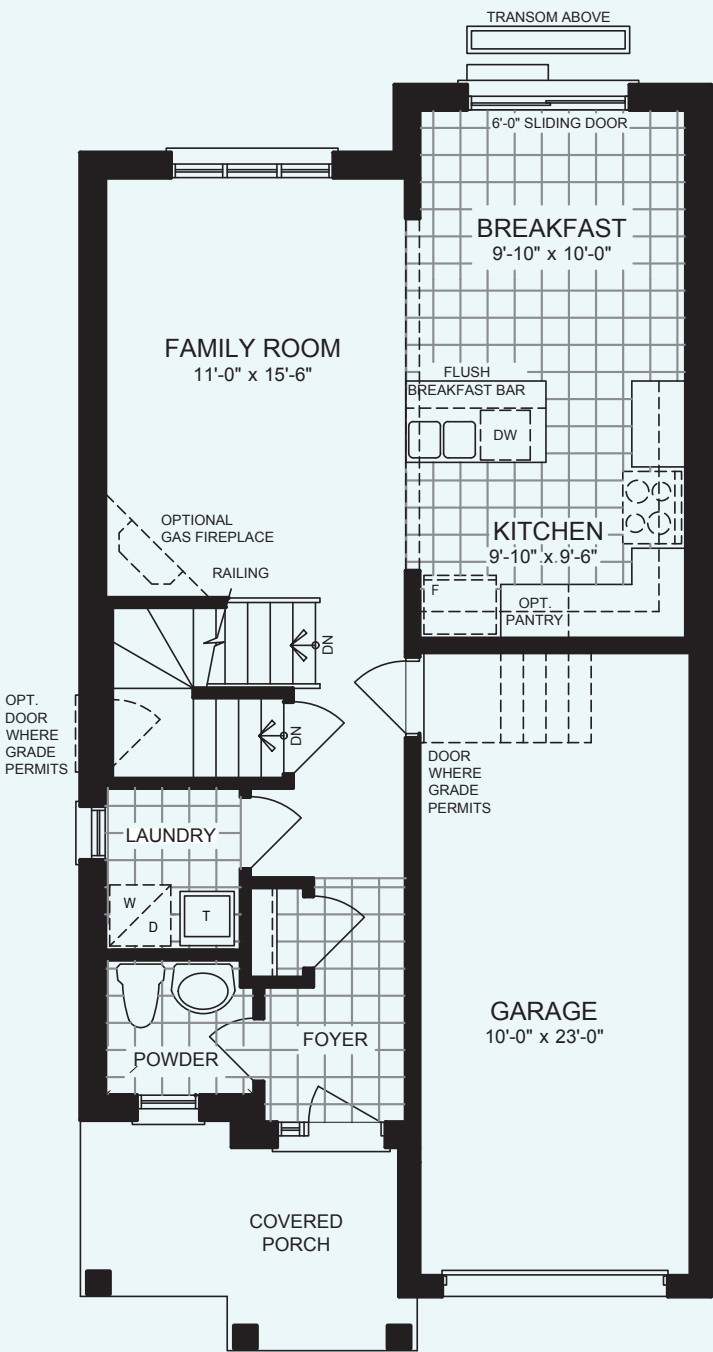 TRANSOM ABOVE
6'-0" SLIDING DOOR
BREAKFAST
9'-10" x 10'-0"
FAMILY ROOM
11'-0" x 15'-6"
FLUSH
BREAKFAST BAR
DW
OPTIONAL
GAS FIREPLACE
KITCHEN
9'-10" x 9'-6"
RAILING
F
OPT.
PANTRY
DN
OPT.
DOOR
WHERE
GRADE
PERMITS
DN
DOOR
WHERE
GRADE
PERMITS
LAUNDRY
W
D
T
GARAGE
10'-0" x 23'-0"
FOYER
POWDER
COVERED
PORCH